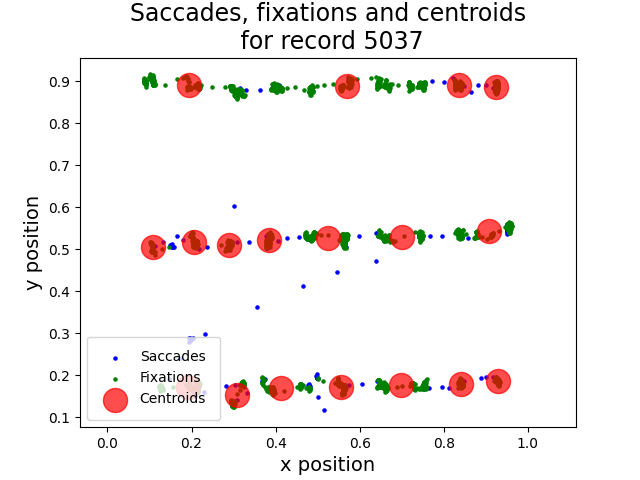 Saccades, fixations and centroids
for record 5037
0.9
0.8
0.7
0.6
0.5
0.4
0.3
0.2
0.1
y position
Saccades
Fixations
Centroids
0.0 0.2 0.4 0.6 0.8 1.0
x position